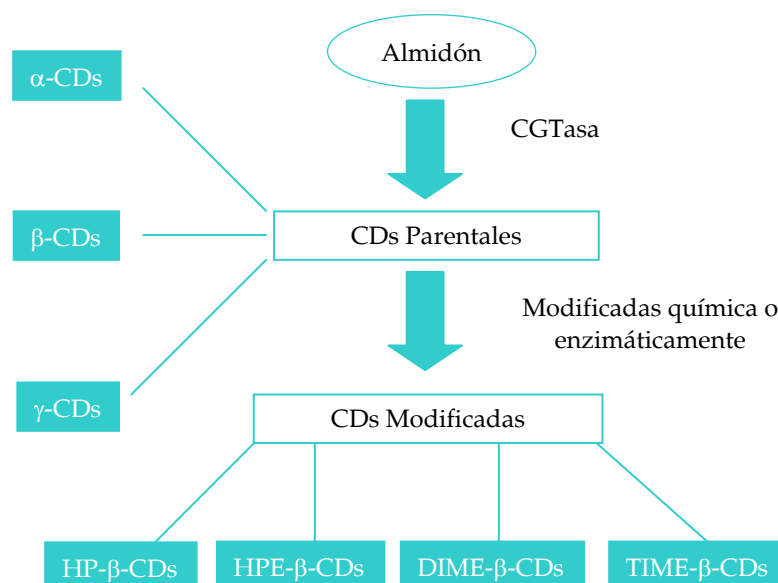 Almidón
α-CDs
CGTasa
β-CDs
CDs Parentales
Modificadas química o
enzimáticamente
γ-CDs
CDs Modificadas
HP-β-CDs
HPE-β-CDs
DIME-β-CDs
TIME-β-CDs